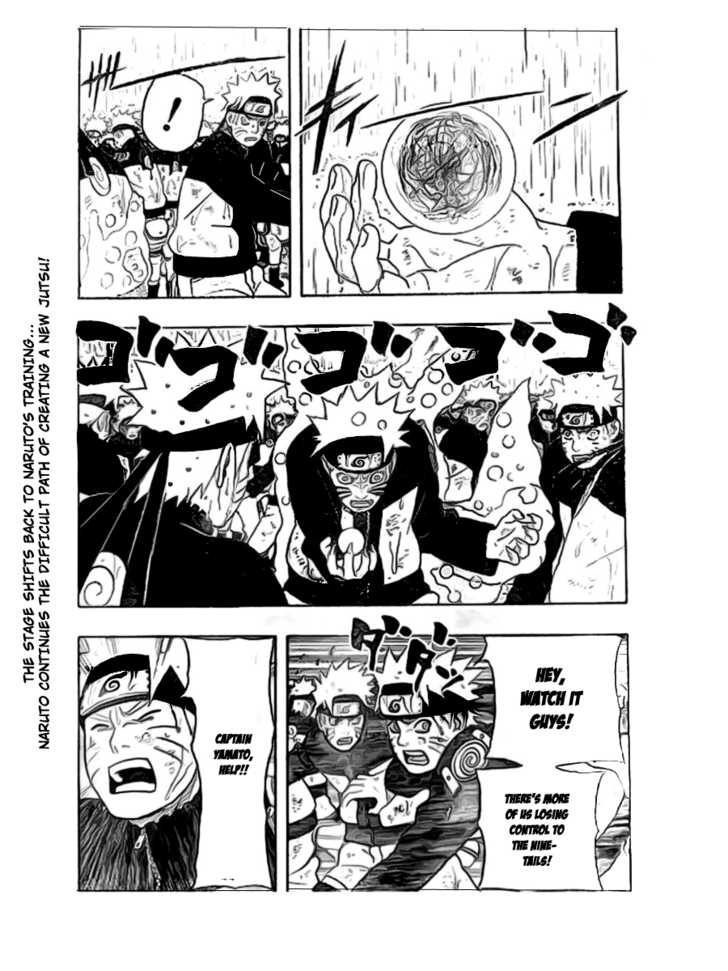 THE STAGE SHIFTS BACK TO NARUTO'S TRAINING...
NARUTO CONTINUES THE DIFFICULT PATH OF CREATING A NEW JUTSU!
!
ゴゴゴゴゴ
HEY,
WATCH IT
GUYS!
THERE'S MORE
OF US LOSING
CONTROL TO
THE NINE-
TAILS!
ダダッ
CAPTAIN
YAMATO,
HELP!!